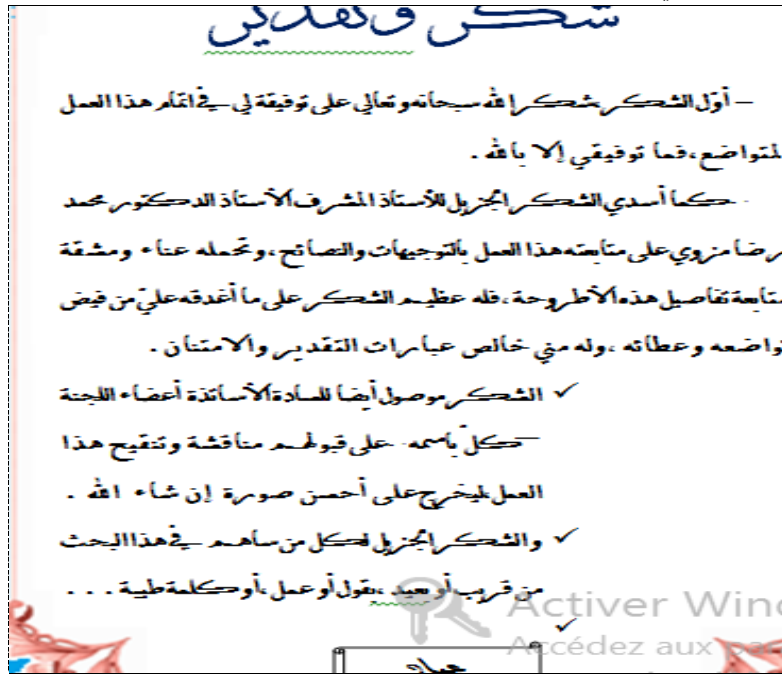 شكر وتقدير
– أوّل الشكر شكر الله سبحانه وتعالى على توفيقة لي في اتمام هذا العمل
المتواضع،فما توفيقي إلا بالله .
كما أسدي الشكر الجزيل للأستاذ المشرف الأستاذ الدكتور محمد
رضا مزوي على متابعته هذا العمل بالتوجيهات والنصائح،وتحمله عناء ومشقة
متابعة تفاصيل هذه الأطروحة،فله عظيم الشكر على ما أغدقه عليّ من فيض
تواضعه وعطائه ،وله مني خالص عبارات التقدير والامتنان .
✓ الشكر موصول أيضا للسادة الأساتذة أعضاء اللجنة
كلّ بأسمه على قبولهم مناقشة وتنقيح هذا
العمل ليخرج على أحسن صورة إن شاء الله .
✓ والشكر الجزيل لكل من ساهم في هذا البحث
من قريب أو بعيد ،بقول أو عمل ،أو كلمة طيبة . . .
✓
Activer Wind
Accédez aux par